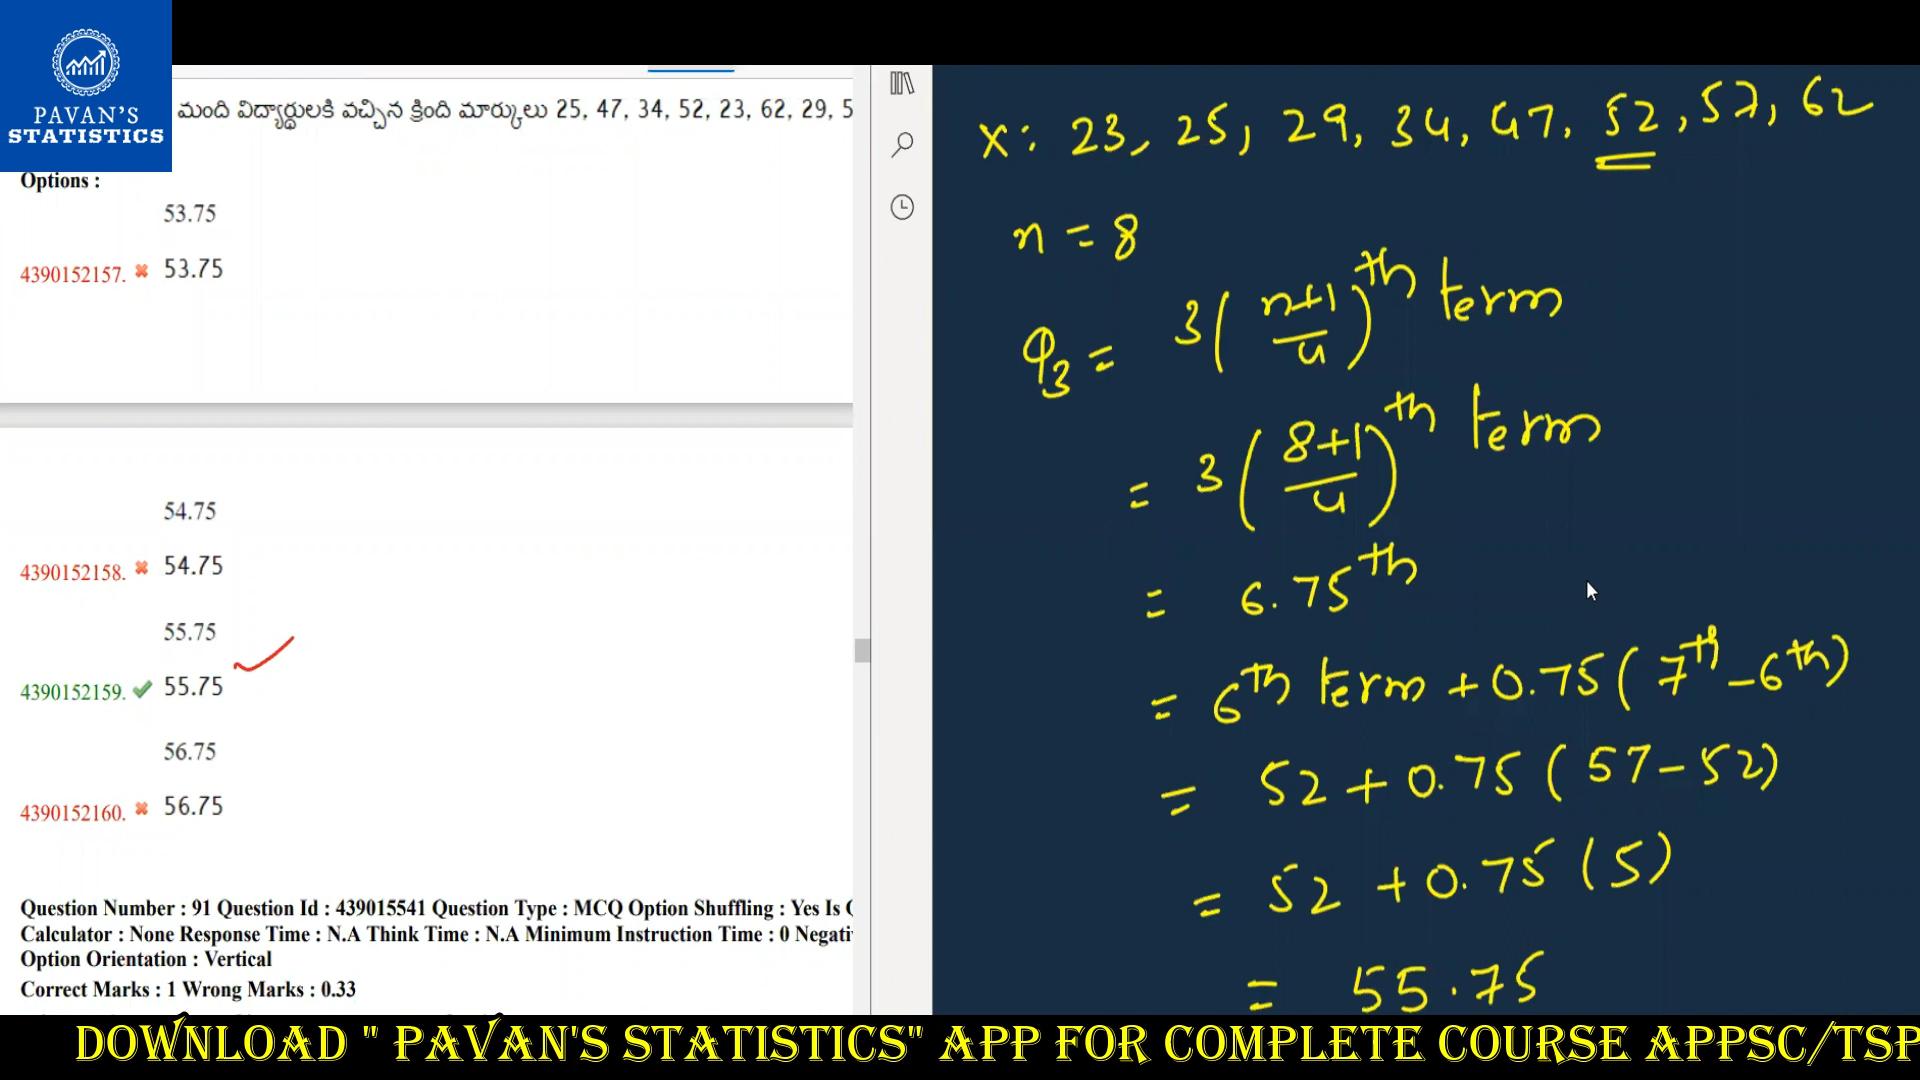 PAVAN'S
STATISTICS
మంది విద్యార్థులకి వచ్చిన క్రింది మార్కులు 25, 47, 34, 52, 23, 62, 29, 5
Options :
53.75
4390152157. ✖ 53.75
54.75
4390152158. ✖ 54.75
55.75
4390152159. ✔ 55.75
56.75
4390152160. ✖ 56.75
Question Number : 91 Question Id : 439015541 Question Type : MCQ Option Shuffling : Yes Is
Calculator : None Response Time : N.A Think Time : N.A Minimum Instruction Time : 0 Negati
Option Orientation : Vertical
Correct Marks : 1 Wrong Marks : 0.33
x : 23, 25, 29, 34, 47, 52, 57, 62
n = 8
Q3 = 3(n+1/4)th term
= 3(8+1/4)th term
= 6.75th
= 6th term + 0.75(7th - 6th)
= 52 + 0.75(57 - 52)
= 52 + 0.75(5)
= 55.75
DOWNLOAD " PAVAN'S STATISTICS" APP FOR COMPLETE COURSE APPSC/TSP